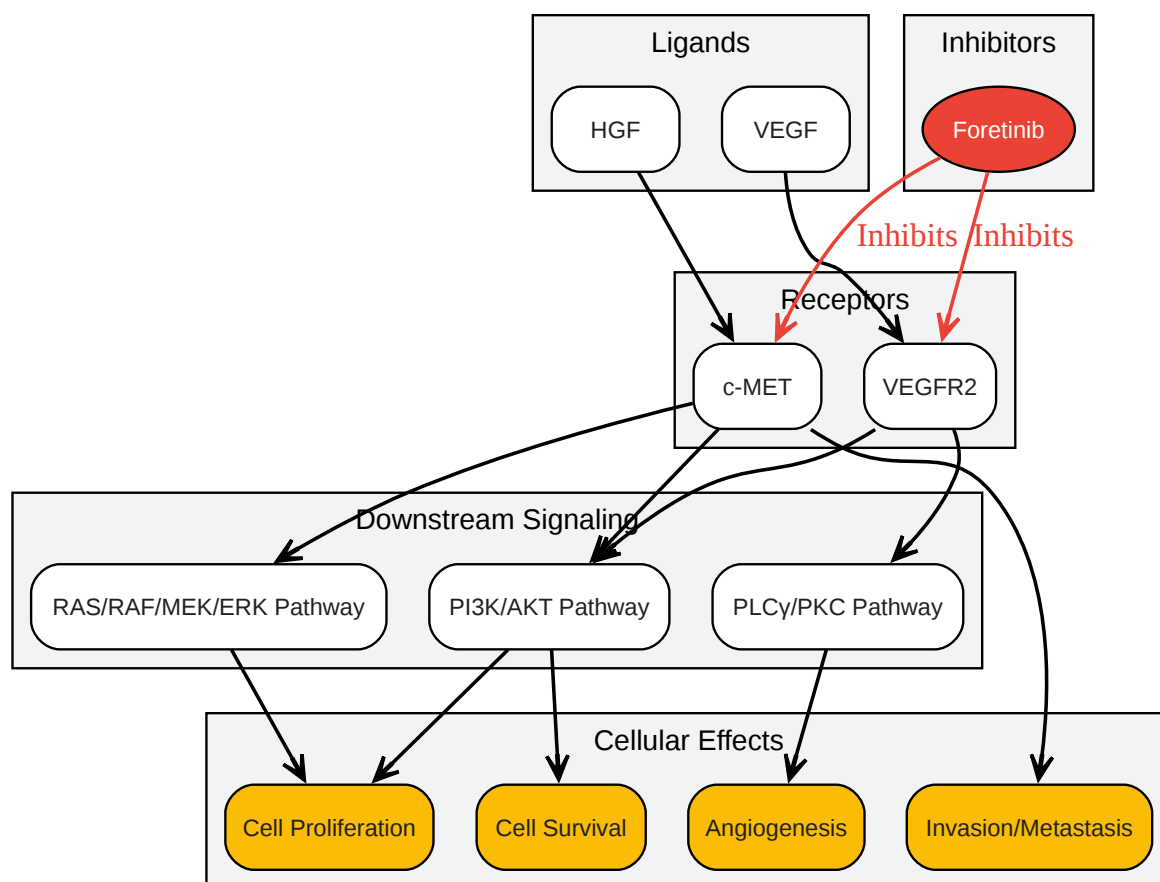 Ligands
Inhibitors
HGF
VEGF
Foretinib
Inhibits
Inhibits
Receptors
c-MET
VEGFR2
Downstream Signaling
RAS/RAF/MEK/ERK Pathway
PI3K/AKT Pathway
PLCγ/PKC Pathway
Cellular Effects
Cell Proliferation
Cell Survival
Angiogenesis
Invasion/Metastasis